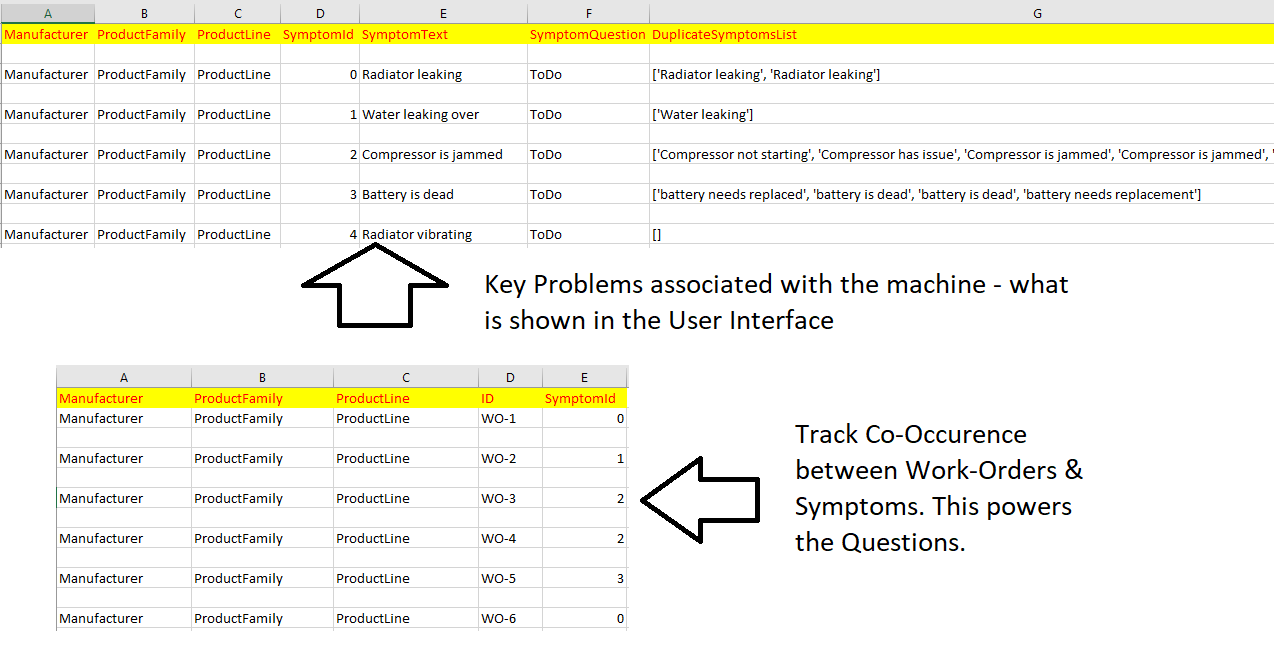 A B C D E F G
Manufacturer ProductFamily ProductLine SymptomId SymptomText SymptomQuestion DuplicateSymptomsList
Manufacturer ProductFamily ProductLine 0 Radiator leaking ToDo ['Radiator leaking', 'Radiator leaking']
Manufacturer ProductFamily ProductLine 1 Water leaking over ToDo ['Water leaking']
Manufacturer ProductFamily ProductLine 2 Compressor is jammed ToDo ['Compressor not starting', 'Compressor has issue', 'Compressor is jammed', 'Compressor is jammed', '
Manufacturer ProductFamily ProductLine 3 Battery is dead ToDo ['battery needs replaced', 'battery is dead', 'battery is dead', 'battery needs replacement']
Manufacturer ProductFamily ProductLine 4 Radiator vibrating ToDo []
Key Problems associated with the machine - what
is shown in the User Interface
A B C D E
Manufacturer ProductFamily ProductLine ID SymptomId
Manufacturer ProductFamily ProductLine WO-1 0
Manufacturer ProductFamily ProductLine WO-2 1
Manufacturer ProductFamily ProductLine WO-3 2
Manufacturer ProductFamily ProductLine WO-4 2
Manufacturer ProductFamily ProductLine WO-5 3
Manufacturer ProductFamily ProductLine WO-6 0
Track Co-Occurence
between Work-Orders &
Symptoms. This powers
the Questions.